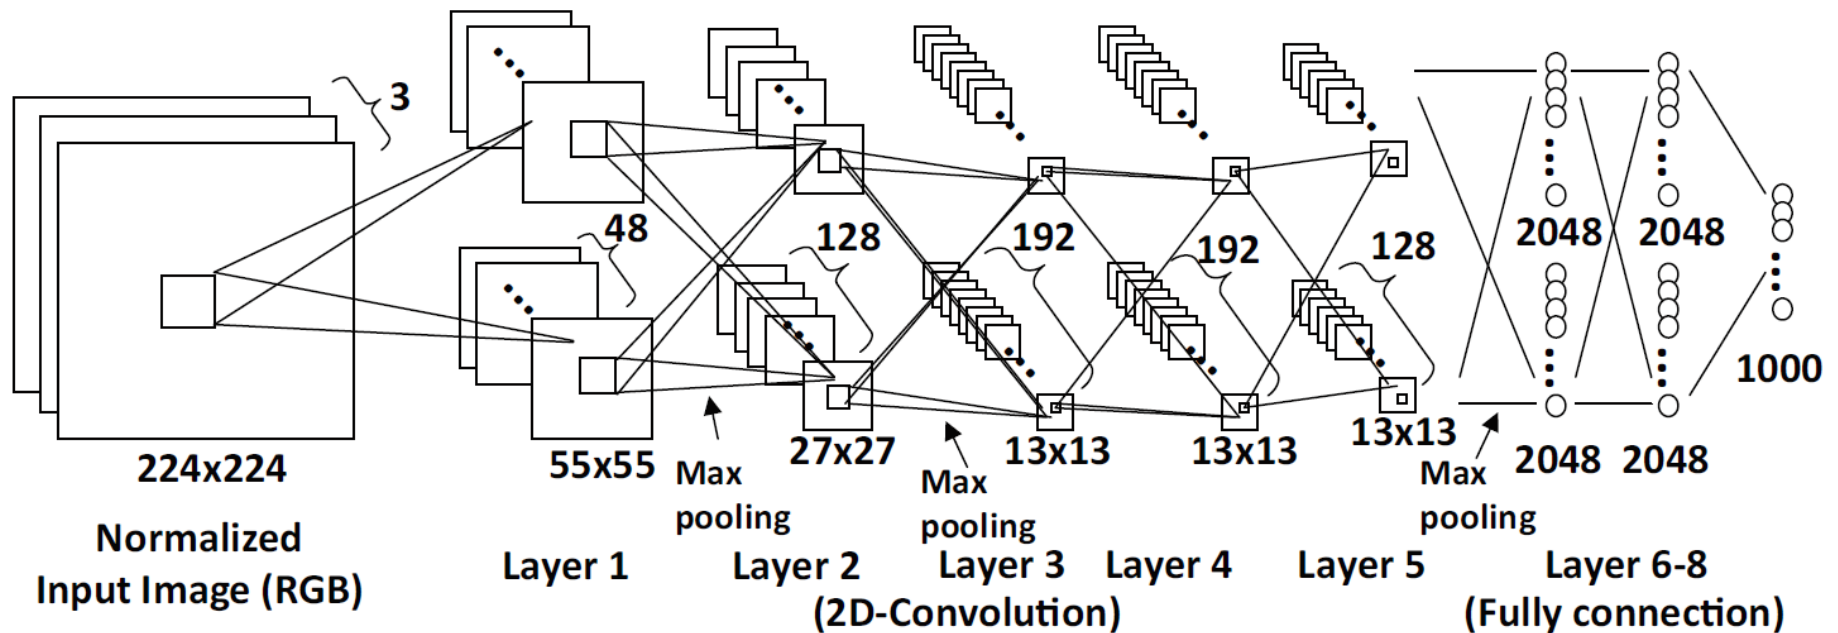 3
48
128
192
192
128
2048
2048
1000
224x224
55x55
27x27
13x13
13x13
13x13
2048
2048
Max
pooling
Max
pooling
Max
pooling
Normalized
Input Image (RGB)
Layer 1
Layer 2
Layer 3
Layer 4
Layer 5
Layer 6-8
(2D-Convolution)
(Fully connection)